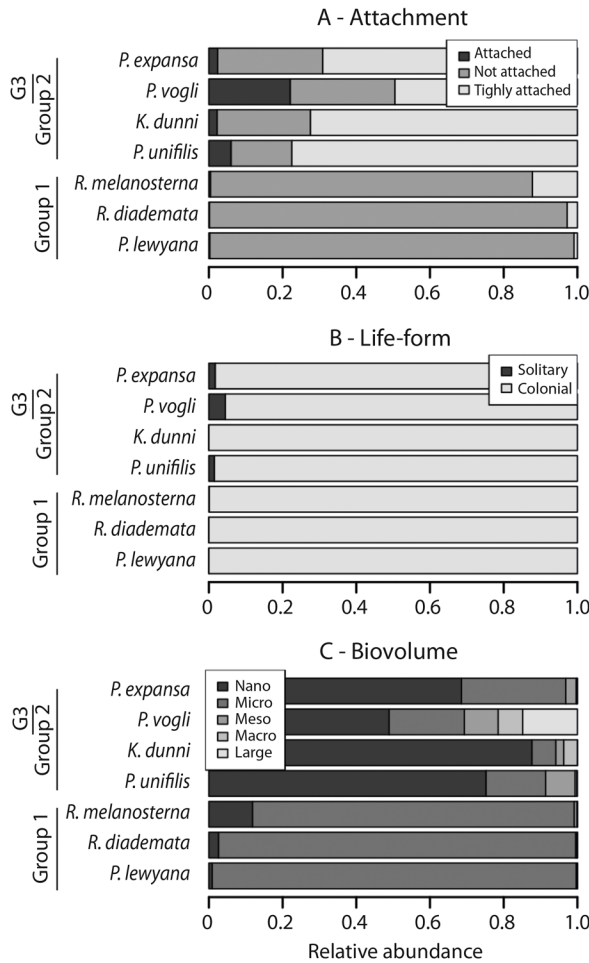 A - Attachment
G3
Group 2
Group 1
P. expansa
P. vogli
K. dunni
P. unifilis
R. melanosterna
R. diademata
P. lewyana
Attached
Not attached
Tighly attached
0 0.2 0.4 0.6 0.8 1.0
B - Life-form
G3
Group 2
Group 1
P. expansa
P. vogli
K. dunni
P. unifilis
R. melanosterna
R. diademata
P. lewyana
Solitary
Colonial
0 0.2 0.4 0.6 0.8 1.0
C - Biovolume
G3
Group 2
Group 1
P. expansa
P. vogli
K. dunni
P. unifilis
R. melanosterna
R. diademata
P. lewyana
Nano
Micro
Meso
Macro
Large
0 0.2 0.4 0.6 0.8 1.0
Relative abundance